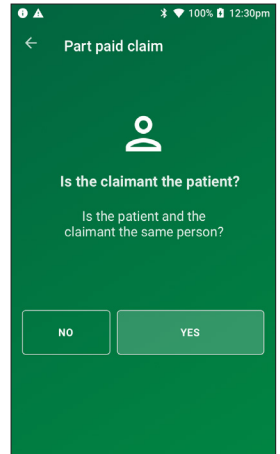 100% 12:30pm
Part paid claim
Is the claimant the patient?
Is the patient and the
claimant the same person?
NO
YES